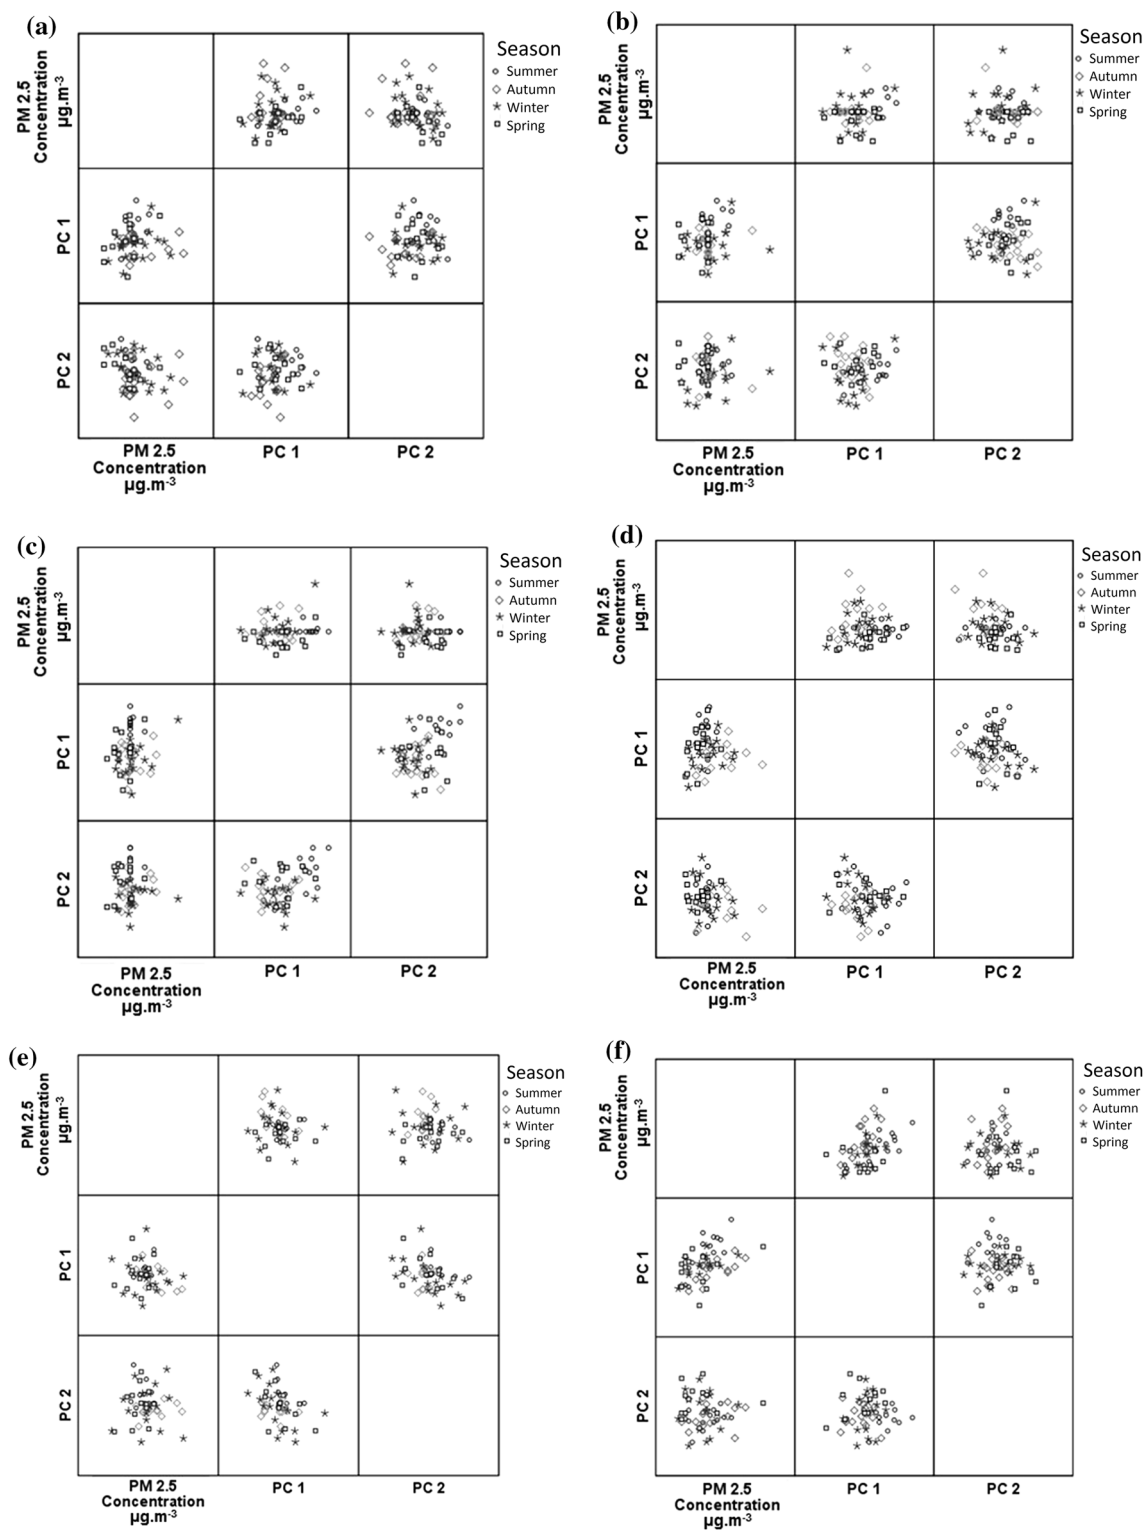 (a)
PM 2.5
Concentration
µg.m-3
PC 1
PC 2
PM 2.5
Concentration
µg.m-3
PC 1
PC 2
Season
Summer
Autumn
Winter
Spring
(b)
PM 2.5
Concentration
µg.m-3
PC 1
PC 2
PM 2.5
Concentration
µg.m-3
PC 1
PC 2
Season
Summer
Autumn
Winter
Spring
(c)
PM 2.5
Concentration
µg.m-3
PC 1
PC 2
PM 2.5
Concentration
µg.m-3
PC 1
PC 2
Season
Summer
Autumn
Winter
Spring
(d)
PM 2.5
Concentration
µg.m-3
PC 1
PC 2
PM 2.5
Concentration
µg.m-3
PC 1
PC 2
Season
Summer
Autumn
Winter
Spring
(e)
PM 2.5
Concentration
µg.m-3
PC 1
PC 2
PM 2.5
Concentration
µg.m-3
PC 1
PC 2
Season
Summer
Autumn
Winter
Spring
(f)
PM 2.5
Concentration
µg.m-3
PC 1
PC 2
PM 2.5
Concentration
µg.m-3
PC 1
PC 2
Season
Summer
Autumn
Winter
Spring